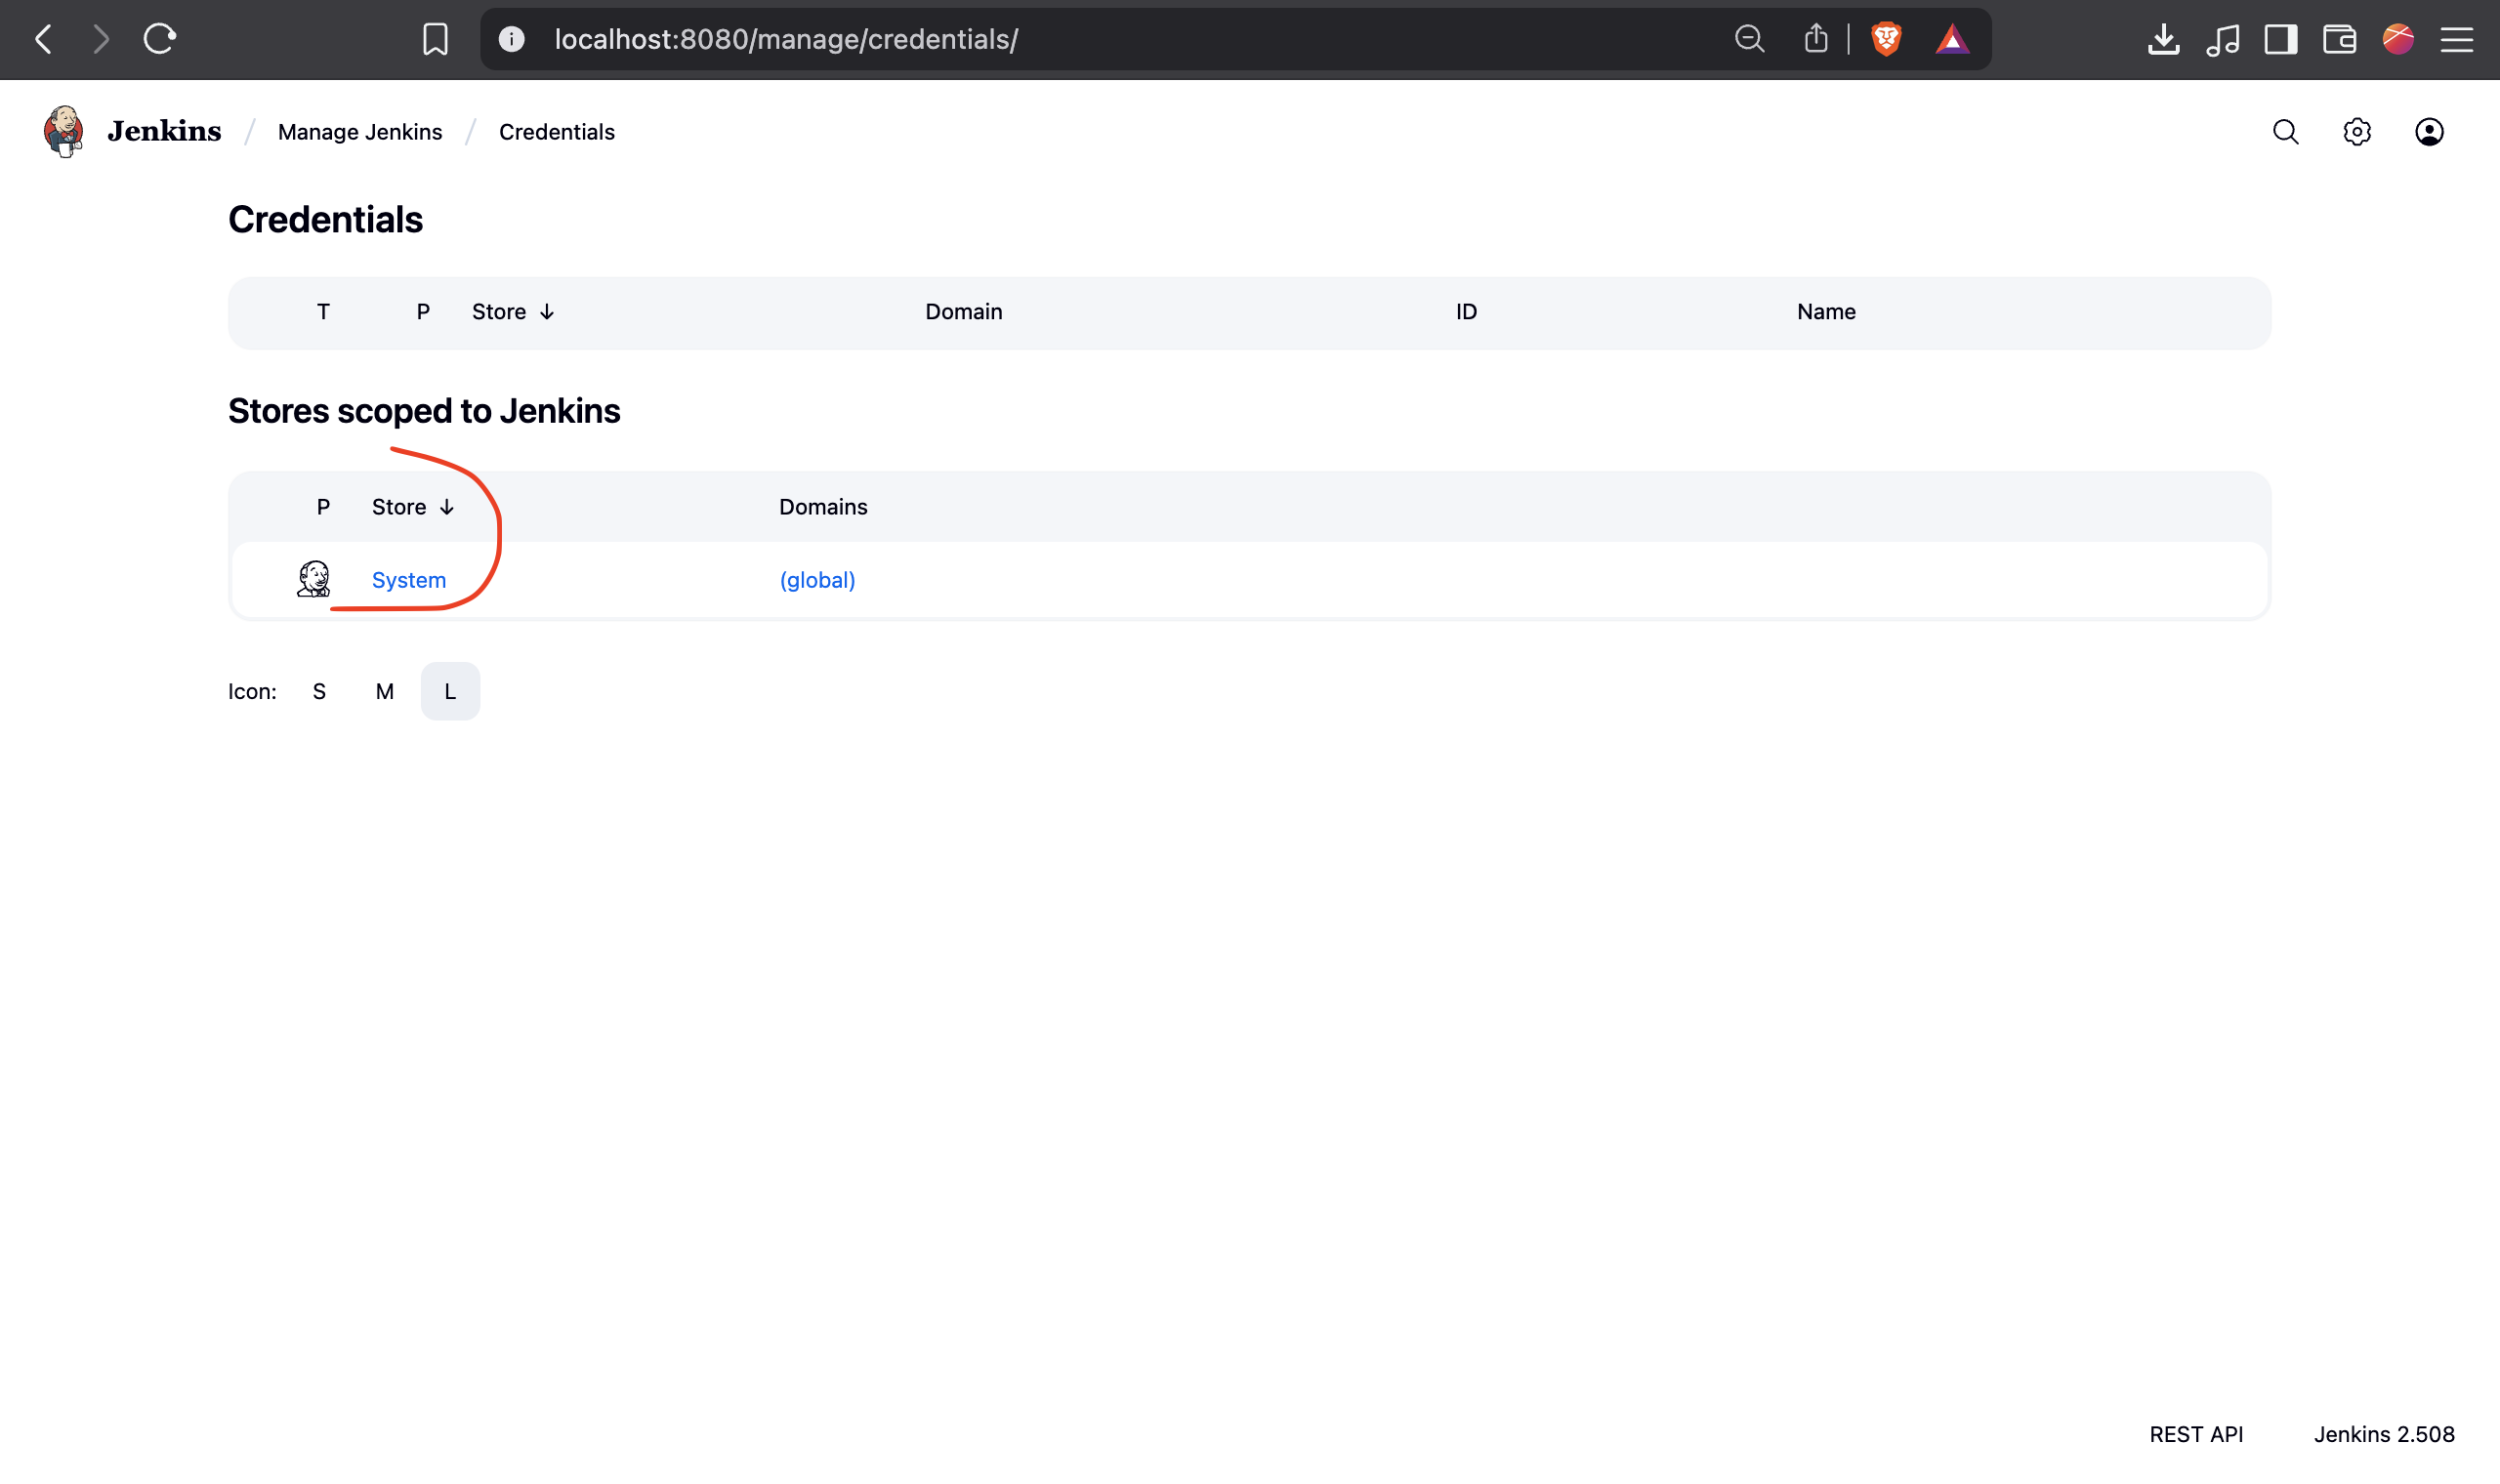 localhost:8080/manage/credentials/
Jenkins / Manage Jenkins / Credentials
Credentials
T P Store ↓ Domain ID Name
Stores scoped to Jenkins
P Store ↓ Domains
System (global)
Icon: S M L
REST API Jenkins 2.508